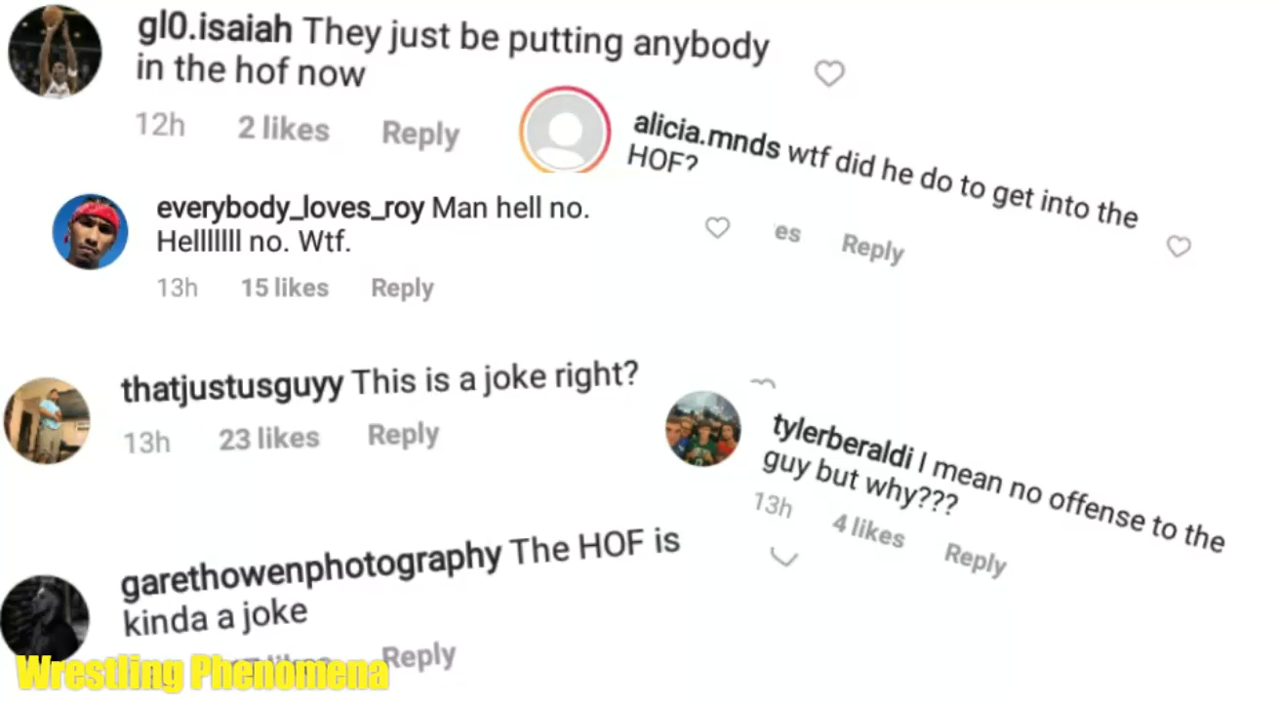 gl0.isaiah They just be putting anybody
in the hof now
12h 2 likes Reply
alicia.mnds wtf did he do to get into the
HOF?
es Reply
everybody_loves_roy Man hell no.
Helllllll no. Wtf.
13h 15 likes Reply
thatjustusguyy This is a joke right?
13h 23 likes Reply
tylerberaldi I mean no offense to the
guy but why???
13h 4 likes Reply
garethowenphotography The HOF is
kinda a joke
Reply
Wrestling Phenomena